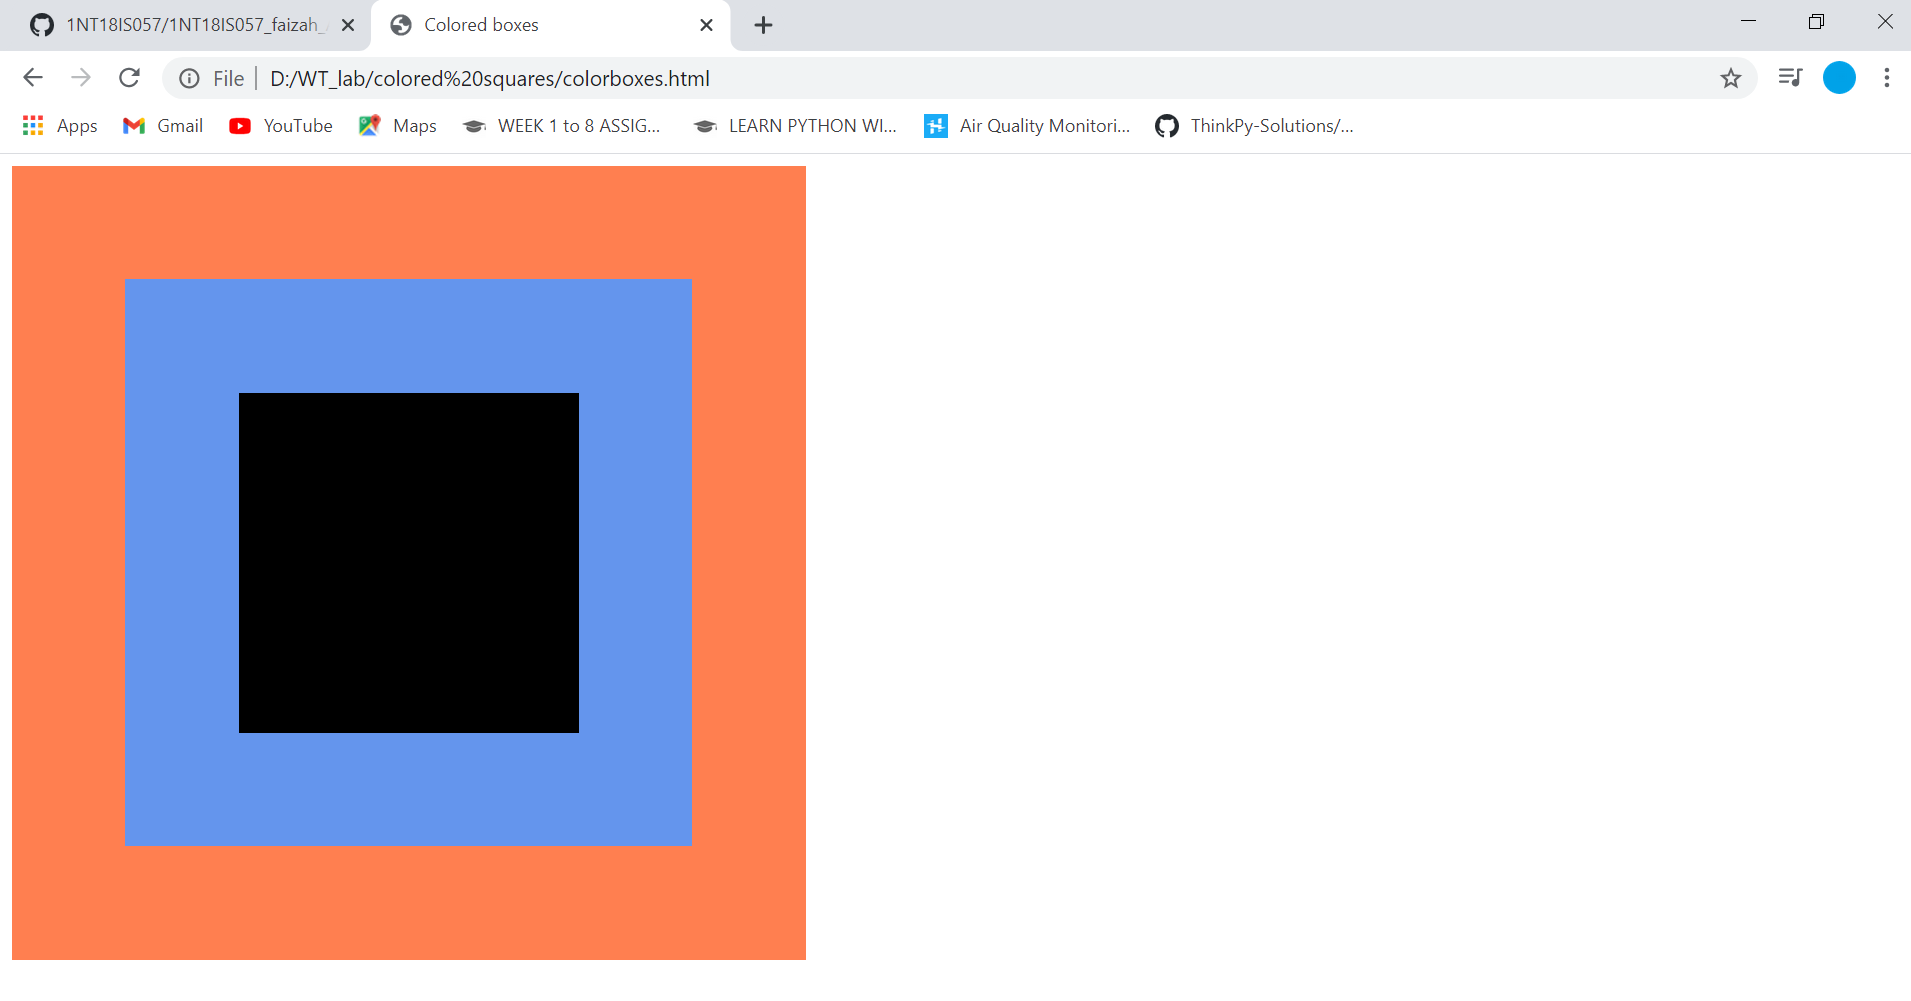 1NT18IS057/1NT18IS057_faizah_
Colored boxes
File D:/WT_lab/colored%20squares/colorboxes.html
Apps Gmail YouTube Maps WEEK 1 to 8 ASSIG... LEARN PYTHON WI... Air Quality Monitori... ThinkPy-Solutions/...